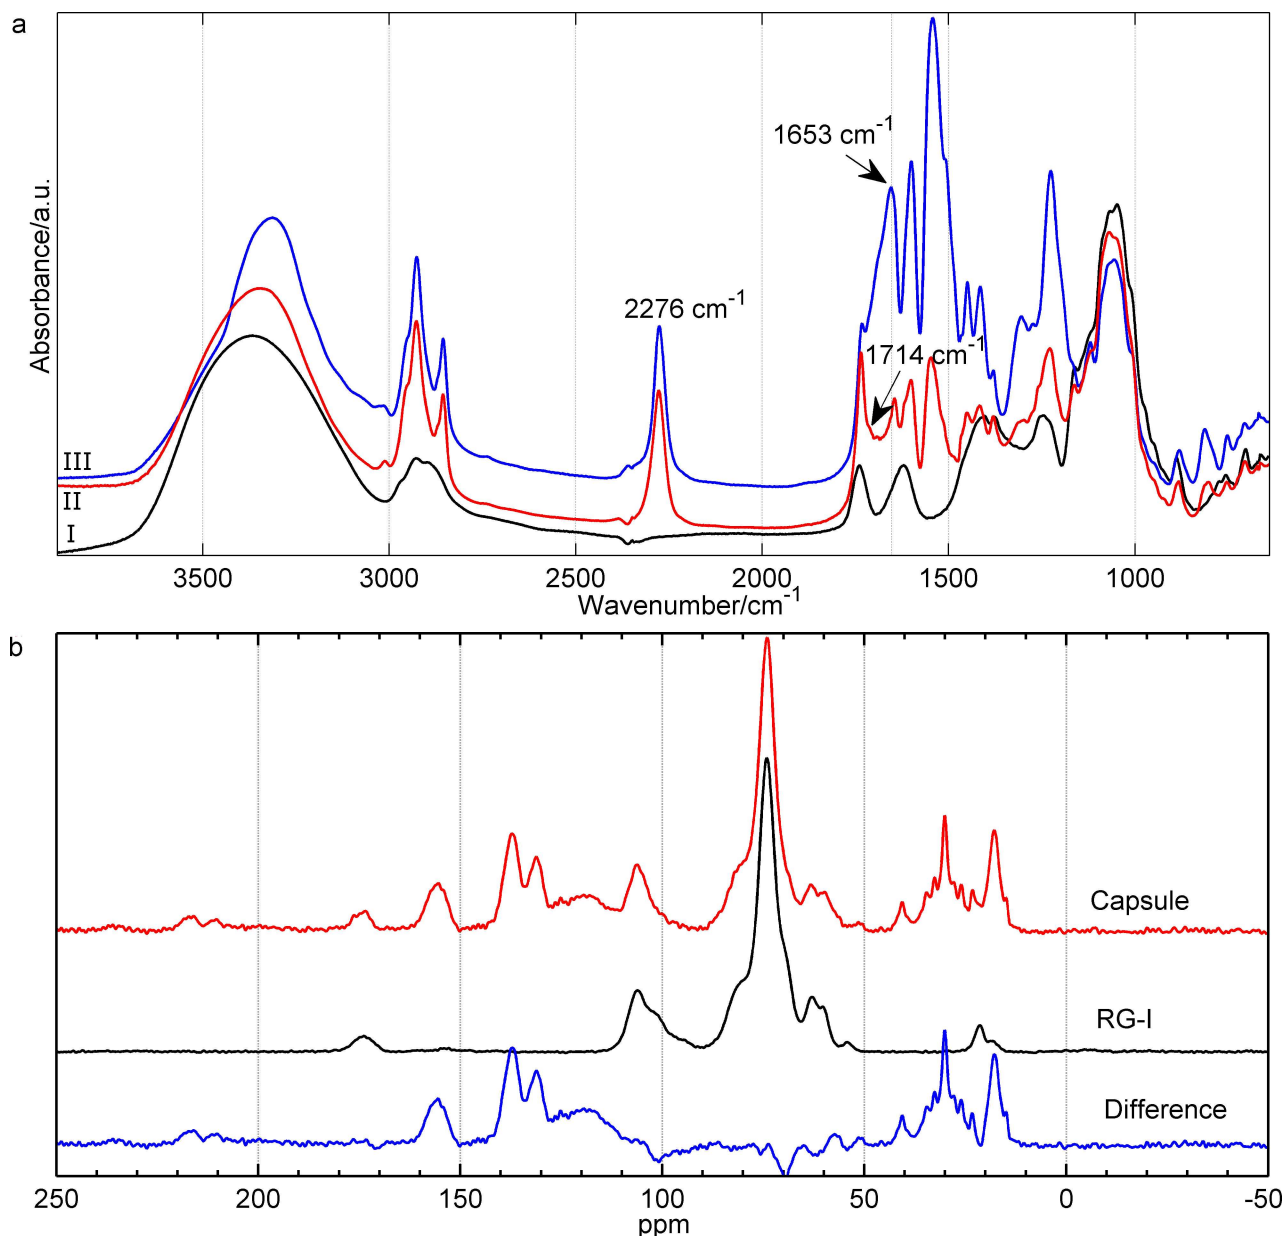 a
Absorbance/a.u.
1653 cm-1
2276 cm-1
1714 cm-1
III
II
I
3500 3000 2500 2000 1500 1000
Wavenumber/cm-1
b
Capsule
RG-I
Difference
250 200 150 100 50 0 -50
ppm